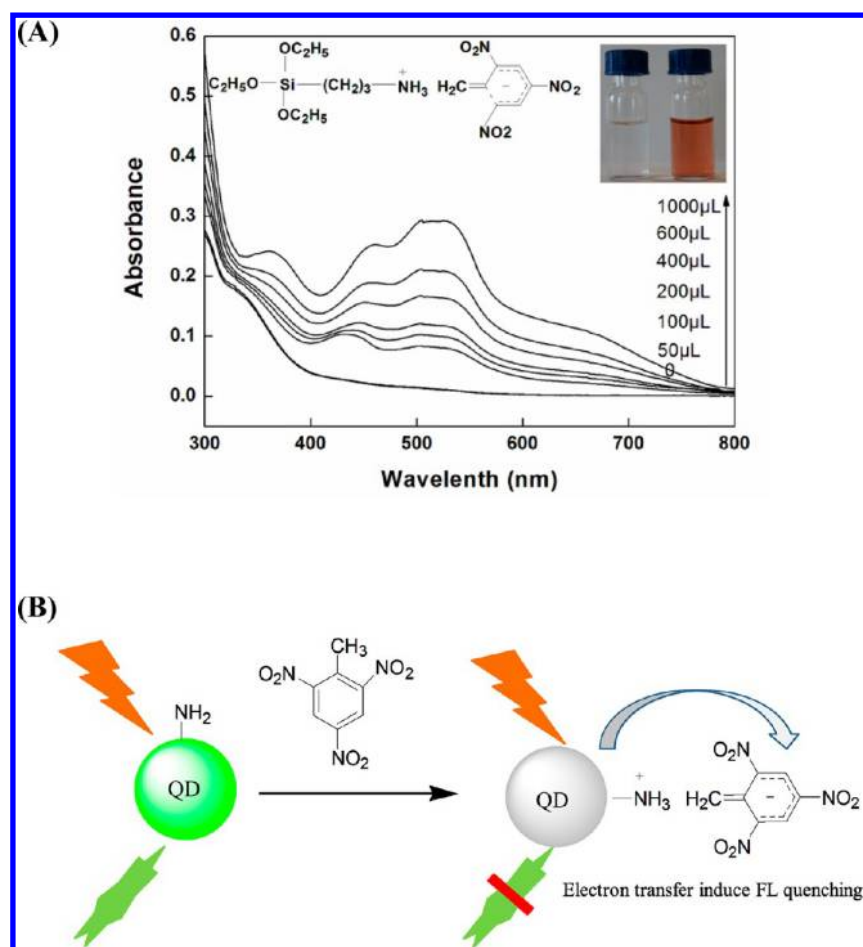 (A)
0.6
0.5
0.4
0.3
0.2
0.1
0.0
Absorbance
300 400 500 600 700 800
Wavelenth (nm)
OC2H5
C2H5O Si (CH2)3 NH3
+
OC2H5
O2N
H2C
-
NO2
NO2
1000μL
600μL
400μL
200μL
100μL
50μL
0
(B)
NH2
QD
CH3
O2N
NO2
NO2
QD
+
NH3
O2N
H2C
-
NO2
O2N
Electron transfer induce FL quenching